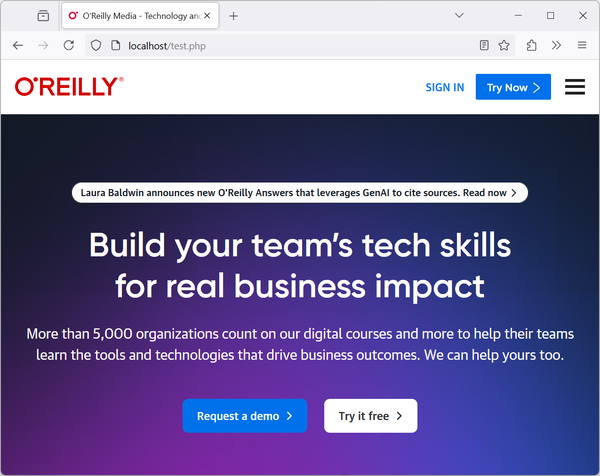 O'Reilly Media - Technology and
localhost/test.php
O'REILLY®
SIGN IN
Try Now
Laura Baldwin announces new O'Reilly Answers that leverages GenAI to cite sources. Read now
Build your team's tech skills
for real business impact
More than 5,000 organizations count on our digital courses and more to help their teams
learn the tools and technologies that drive business outcomes. We can help yours too.
Request a demo
Try it free